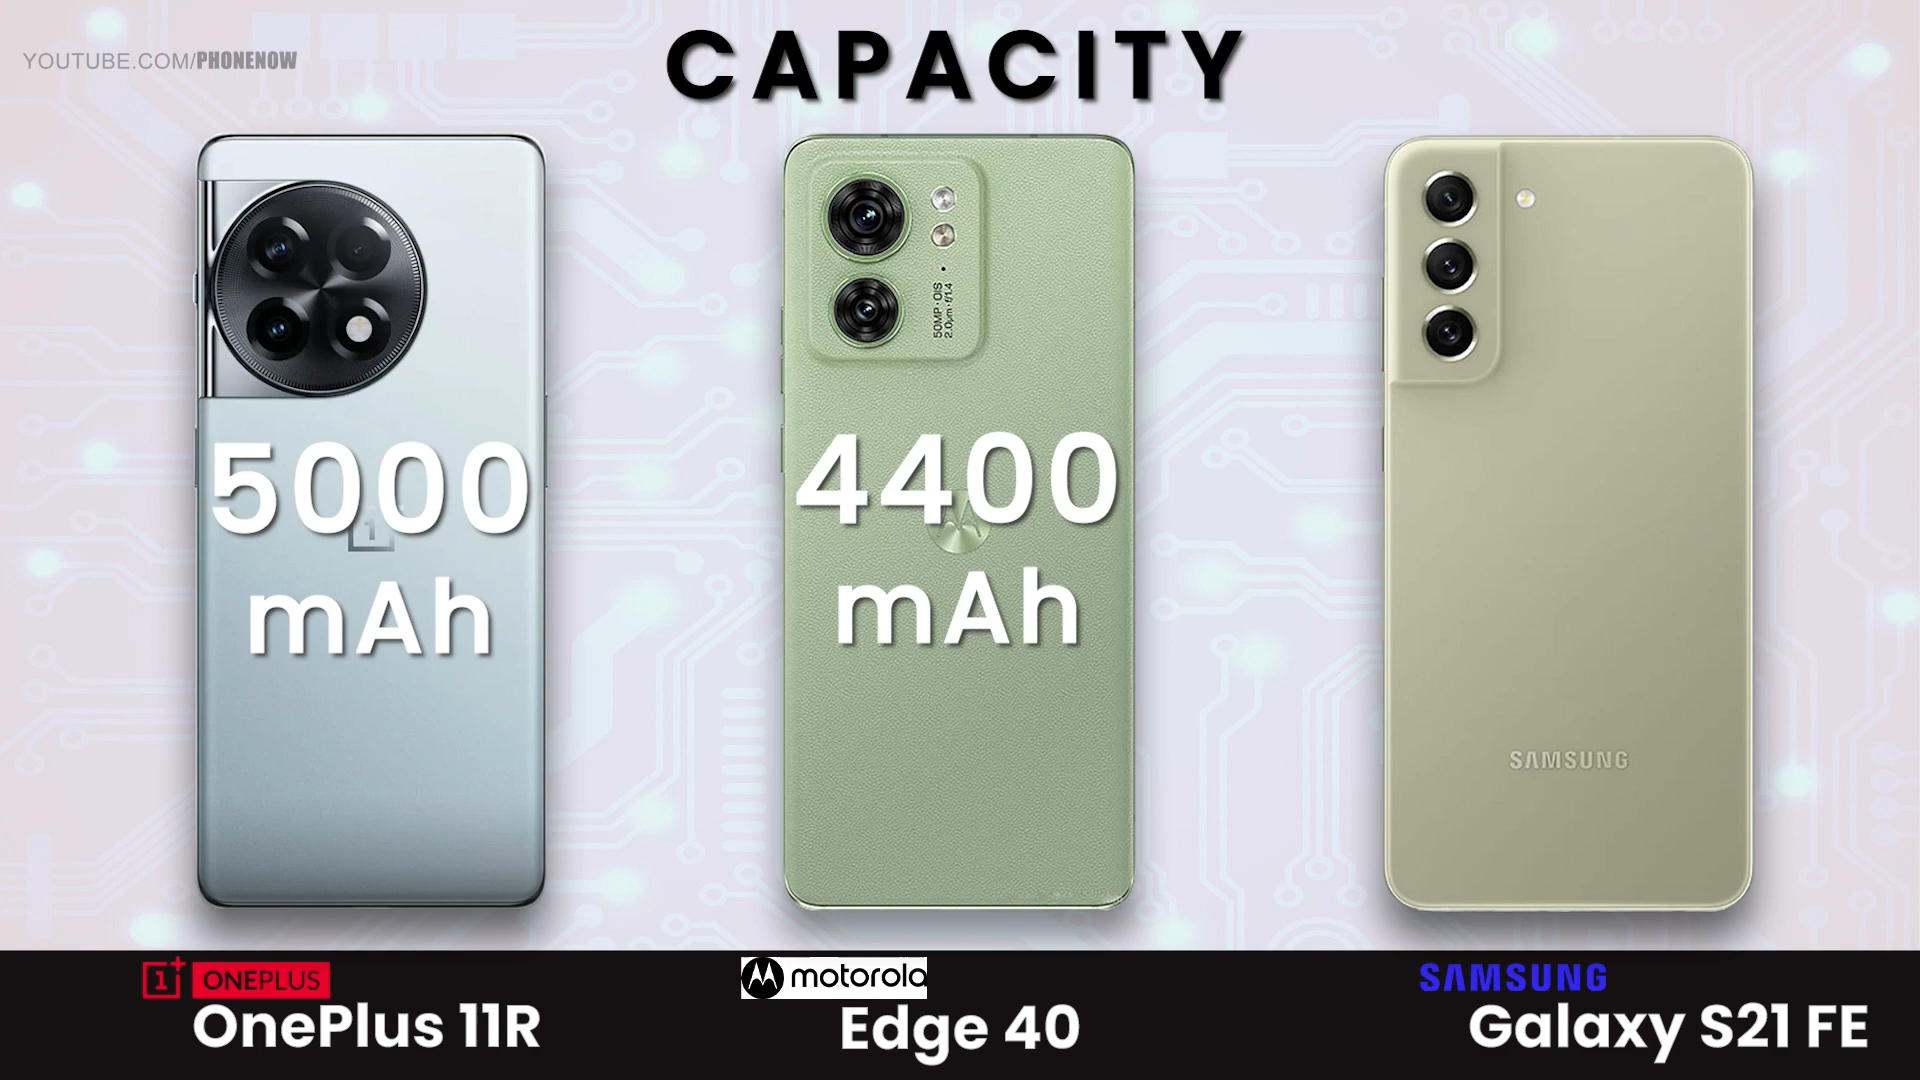 YOUTUBE.COM/PHONENOW
CAPACITY
50MP · OIS
2.0µm · f/1.4
5000
mAh
4400
mAh
SAMSUNG
ONEPLUS
OnePlus 11R
motorola
Edge 40
SAMSUNG
Galaxy S21 FE